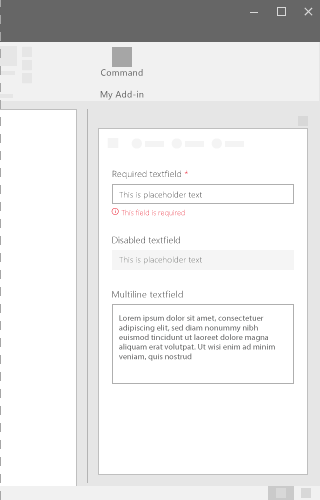 Command
My Add-in
Required textfield *
This is placeholder text
This field is required
Disabled textfield
This is placeholder text
Multiline textfield
Lorem ipsum dolor sit amet, consectetuer
adipiscing elit, sed diam nonummy nibh
euismod tincidunt ut laoreet dolore magna
aliquam erat volutpat. Ut wisi enim ad minim
veniam, quis nostrud